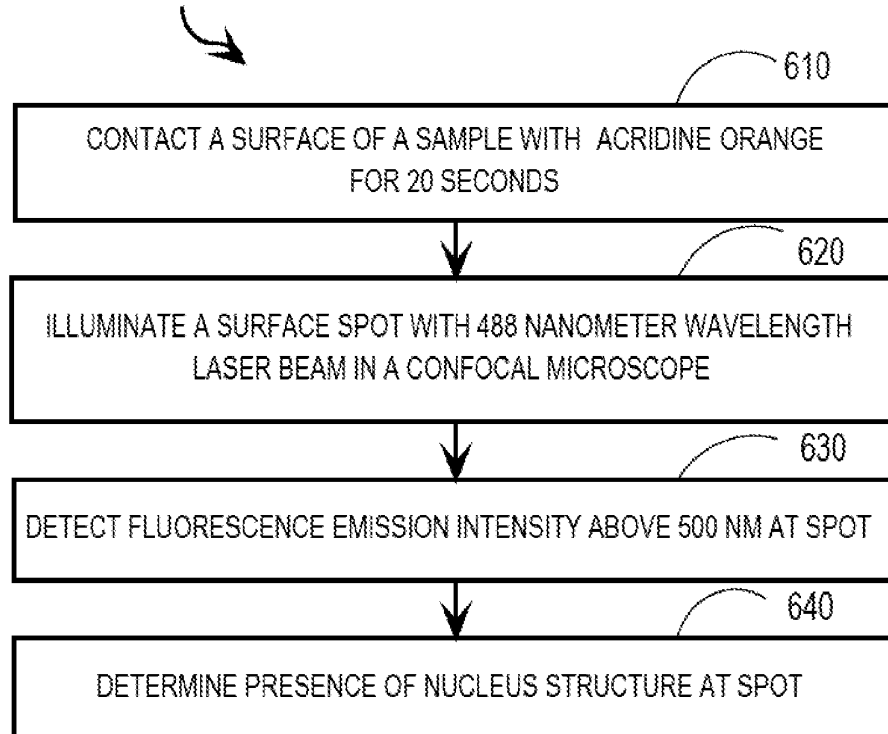 610
CONTACT A SURFACE OF A SAMPLE WITH ACRIDINE ORANGE
FOR 20 SECONDS
620
ILLUMINATE A SURFACE SPOT WITH 488 NANOMETER WAVELENGTH
LASER BEAM IN A CONFOCAL MICROSCOPE
630
DETECT FLUORESCENCE EMISSION INTENSITY ABOVE 500 NM AT SPOT
640
DETERMINE PRESENCE OF NUCLEUS STRUCTURE AT SPOT